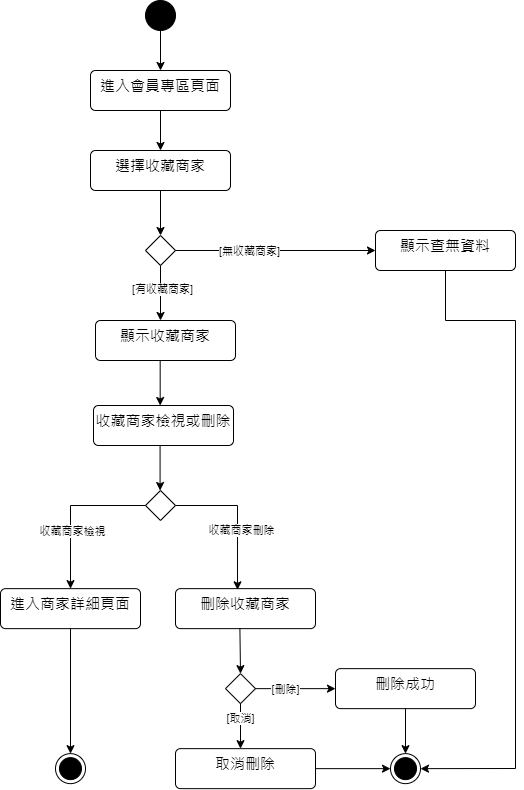 進入會員專區頁面
選擇收藏商家
[無收藏商家]
顯示查無資料
[有收藏商家]
顯示收藏商家
收藏商家檢視或刪除
收藏商家檢視
收藏商家刪除
進入商家詳細頁面
刪除收藏商家
[刪除]
刪除成功
[取消]
取消刪除